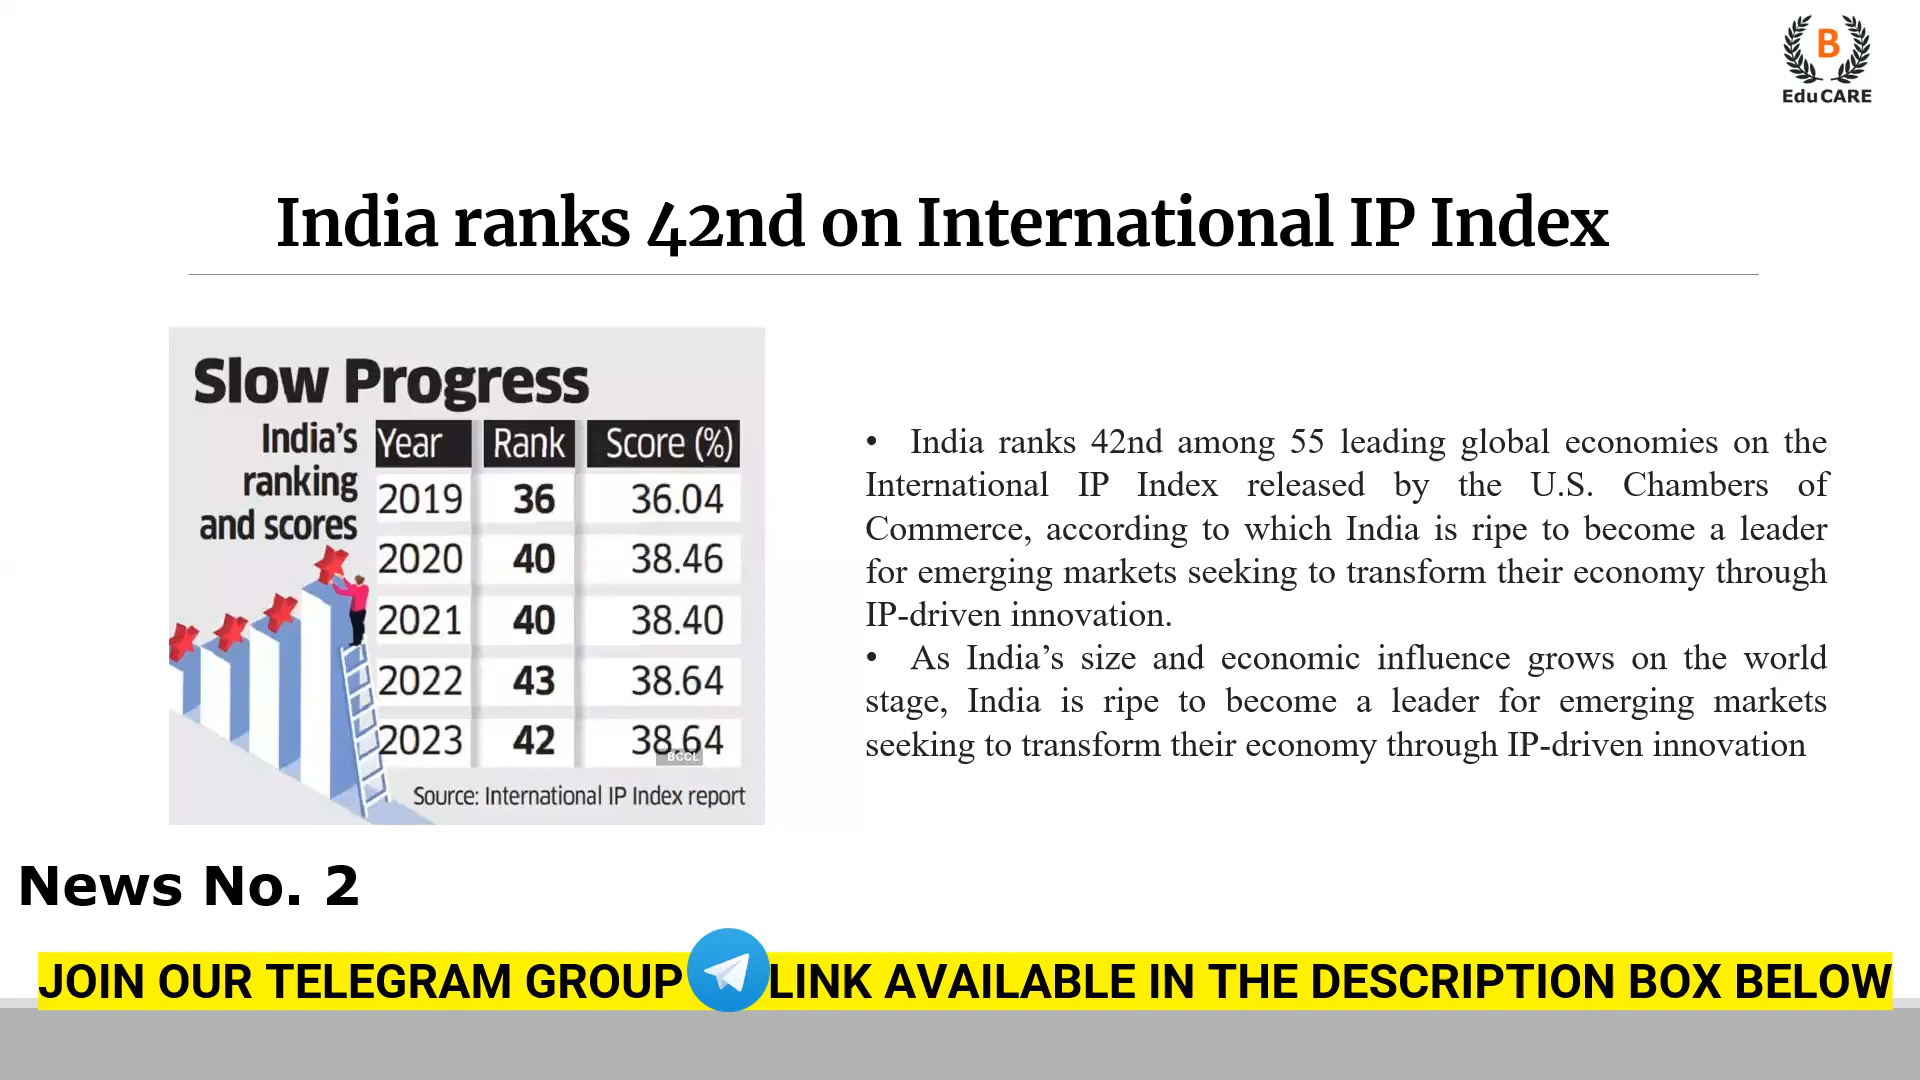 B
EduCARE
India ranks 42nd on International IP Index
Slow Progress
India's
ranking
and scores
Year Rank Score (%)
2019 36 36.04
2020 40 38.46
2021 40 38.40
2022 43 38.64
2023 42 38.64
BCCL
Source: International IP Index report
• India ranks 42nd among 55 leading global economies on the
International IP Index released by the U.S. Chambers of
Commerce, according to which India is ripe to become a leader
for emerging markets seeking to transform their economy through
IP-driven innovation.
• As India’s size and economic influence grows on the world
stage, India is ripe to become a leader for emerging markets
seeking to transform their economy through IP-driven innovation
News No. 2
JOIN OUR TELEGRAM GROUP LINK AVAILABLE IN THE DESCRIPTION BOX BELOW